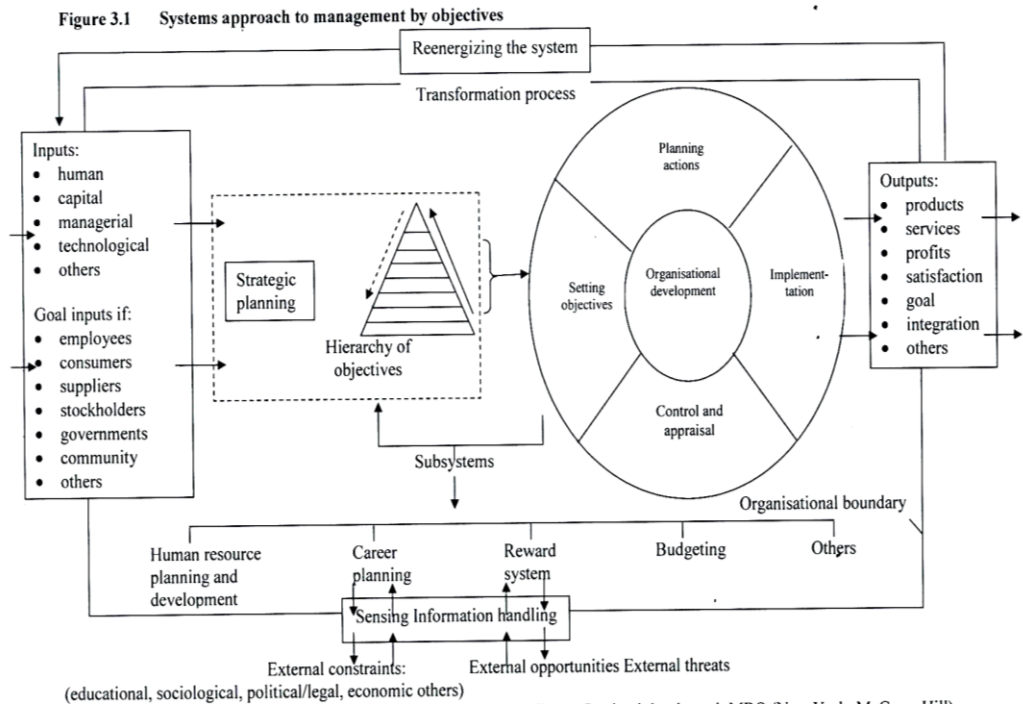 Figure 3.1 Systems approach to management by objectives
Reenergizing the system
Transformation process
Inputs:
• human
• capital
• managerial
• technological
• others
Goal inputs if:
• employees
• consumers
• suppliers
• stockholders
• governments
• community
• others
Strategic
planning
Hierarchy of
objectives
Planning
actions
Setting
objectives
Organisational
development
Implemen-
tation
Control and
appraisal
Outputs:
• products
• services
• profits
• satisfaction
• goal
• integration
• others
Subsystems
Organisational boundary
Human resource
planning and
development
Career
planning
Reward
system
Budgeting
Others
Sensing Information handling
External constraints:
External opportunities External threats
(educational, sociological, political/legal, economic others)